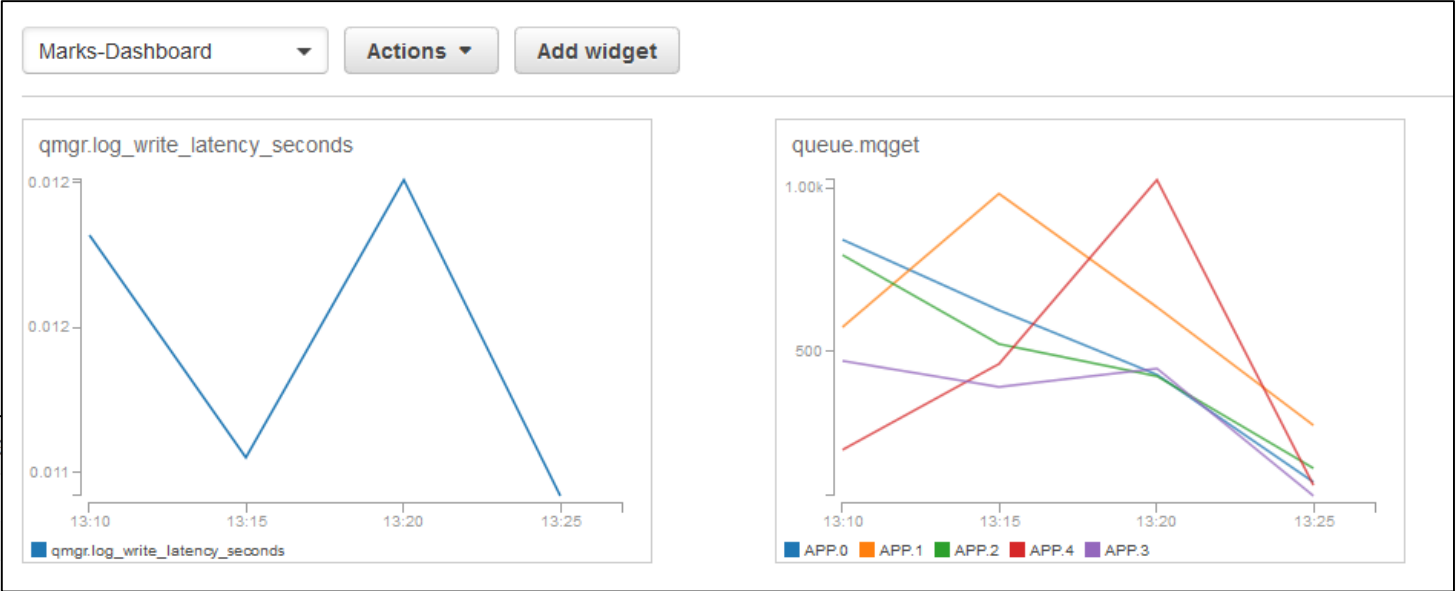 Marks-Dashboard Actions Add widget
qmgr.log_write_latency_seconds
0.012
0.012
0.011
13:10 13:15 13:20 13:25
qmgr.log_write_latency_seconds
queue.mqget
1.00k
500
13:10 13:15 13:20 13:25
APP.0 APP.1 APP.2 APP.4 APP.3